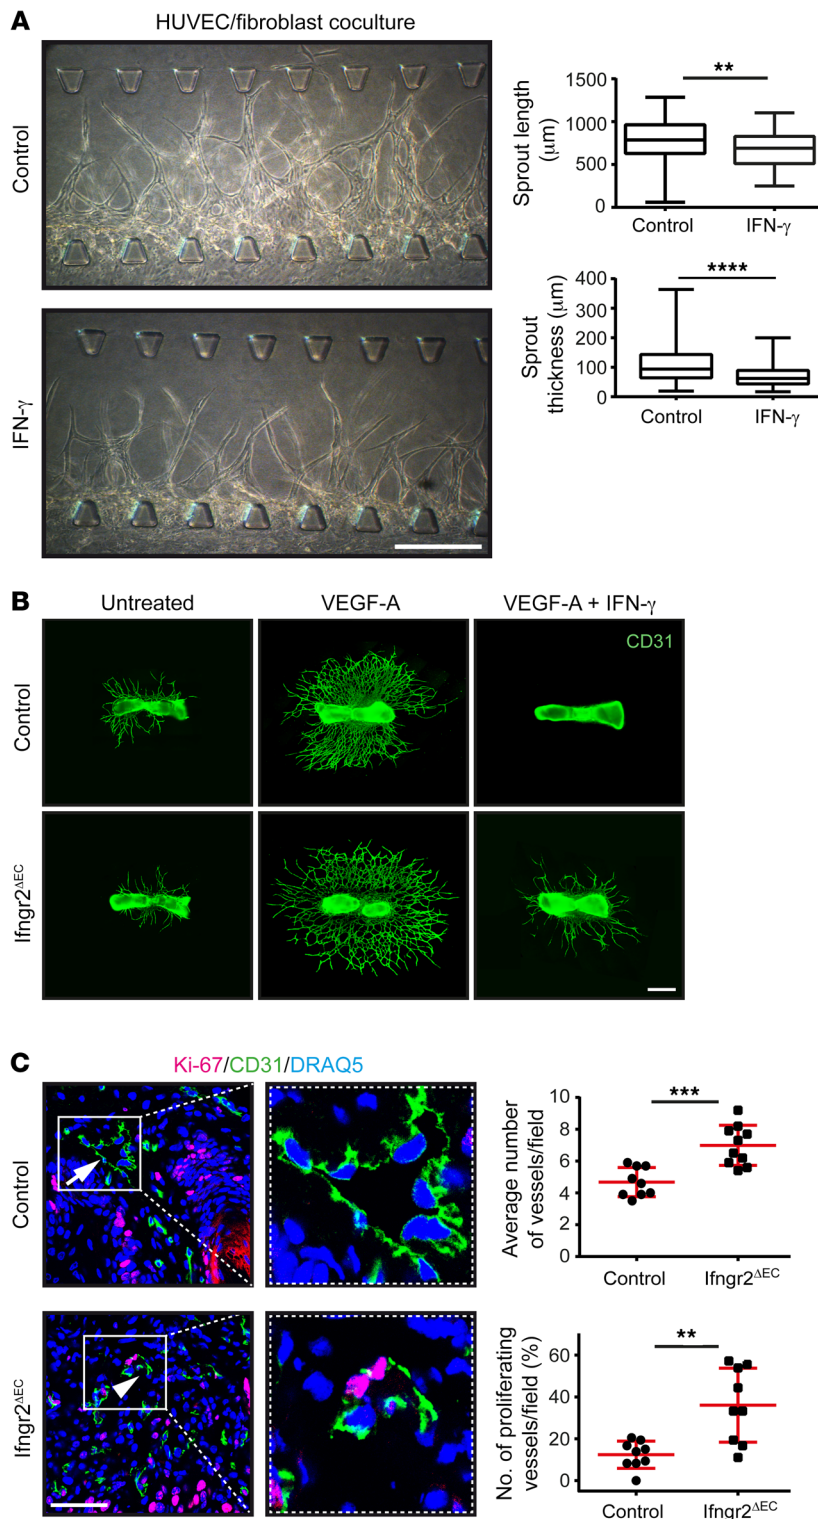 A
HUVEC/fibroblast coculture
Control
IFN-γ
Sprout length
(μm)
1500
1000
500
0
**
Control
IFN-γ
Sprout
thickness (μm)
400
300
200
100
0
****
Control
IFN-γ
B
Untreated
VEGF-A
VEGF-A + IFN-γ
CD31
Control
Ifngr2ΔEC
C
Ki-67/CD31/DRAQ5
Control
Ifngr2ΔEC
Average number
of vessels/field
10
8
6
4
2
0
***
Control
Ifngr2ΔEC
No. of proliferating
vessels/field (%)
60
40
20
0
**
Control
Ifngr2ΔEC